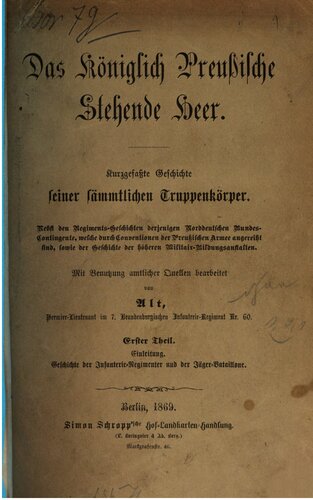 Das Königlich Preußische
Stehende Heer.
Kurzgefaßte Geschichte
seiner sämmtlichen Truppenkörper.
Nebst den Regiments-Geschichten derjenigen Norddeutschen Bundes-
Contingente, welche durch Conventionen der Preußischen Armee angereiht
sind, sowie der Geschichte der höheren Militair-Bildungsanstalten.
Mit Benutzung amtlicher Quellen bearbeitet
von
Alt,
Premier-Lieutenant im 7. Brandenburgischen Infanterie-Regiment Nr. 60.
Erster Theil.
Einleitung.
Geschichte der Infanterie-Regimenter und der Jäger-Bataillone.
Berlin, 1869.
Simon Schropp'sche Hof-Landkarten-Handlung.
Markgrafenstr. 46.